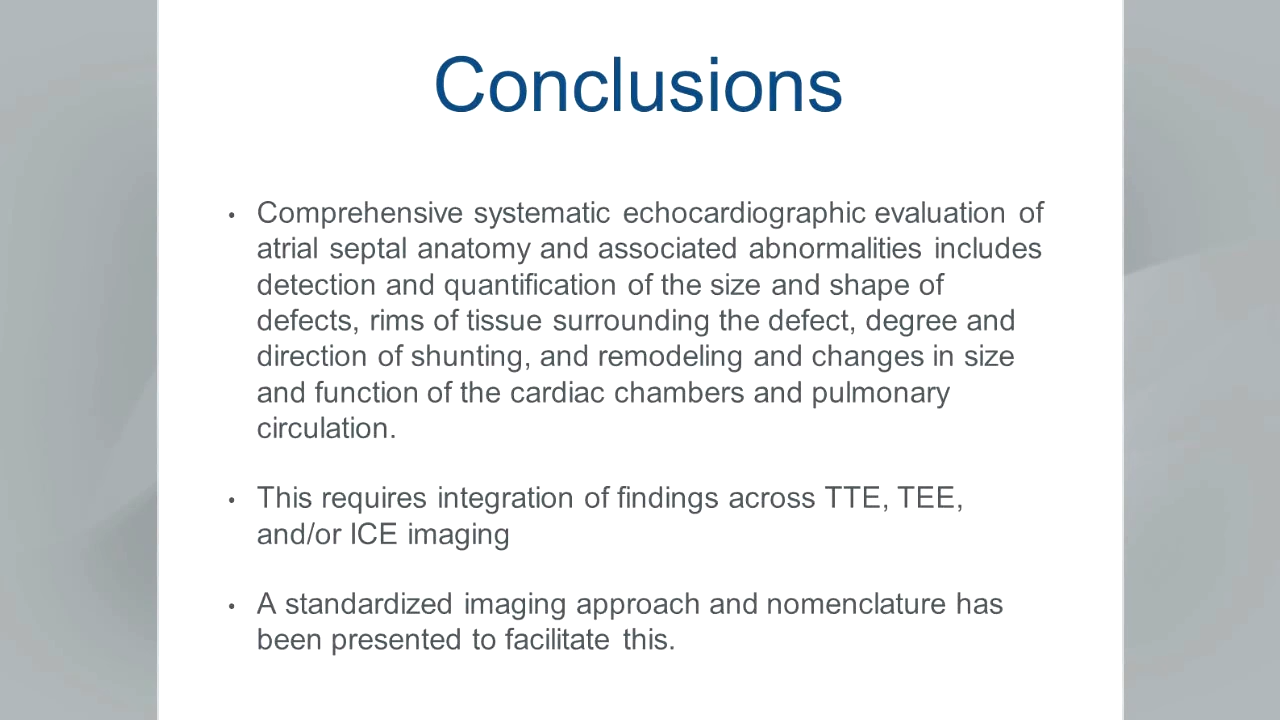 Conclusions
• Comprehensive systematic echocardiographic evaluation of
atrial septal anatomy and associated abnormalities includes
detection and quantification of the size and shape of
defects, rims of tissue surrounding the defect, degree and
direction of shunting, and remodeling and changes in size
and function of the cardiac chambers and pulmonary
circulation.
• This requires integration of findings across TTE, TEE,
and/or ICE imaging
• A standardized imaging approach and nomenclature has
been presented to facilitate this.